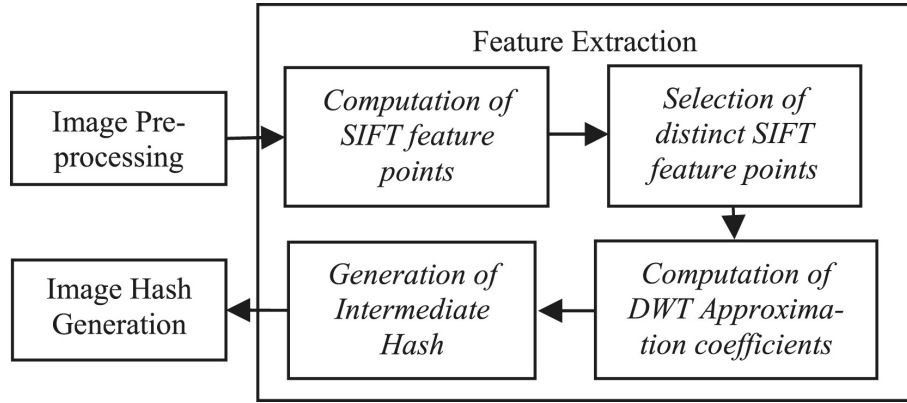 Feature Extraction
Image Pre-
processing
Computation of
SIFT feature
points
Selection of
distinct SIFT
feature points
Computation of
DWT Approxima-
tion coefficients
Generation of
Intermediate
Hash
Image Hash
Generation